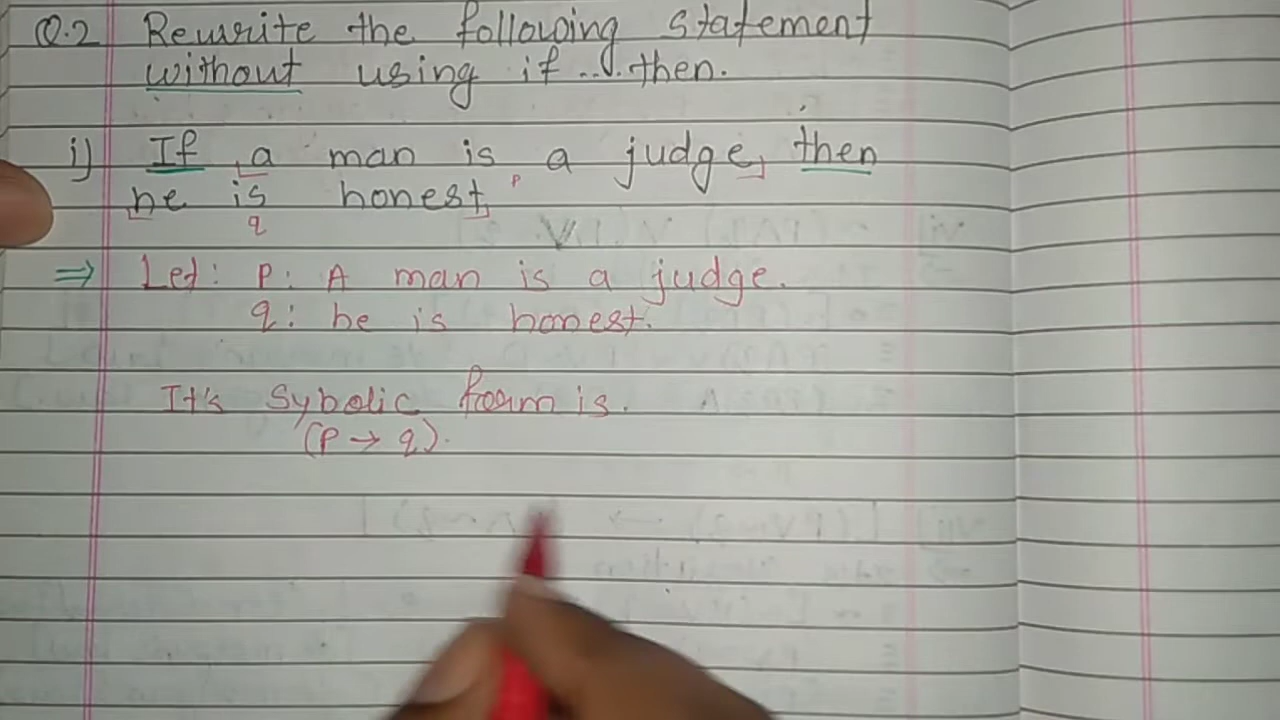 Q.2 Rewrite the following statement
without using if ... then.
i) If a man is a judge, then
he is honest p
q
⇒ Let: P: A man is a judge.
q: he is honest.
It's Sybolic foarm is.
(P → q).